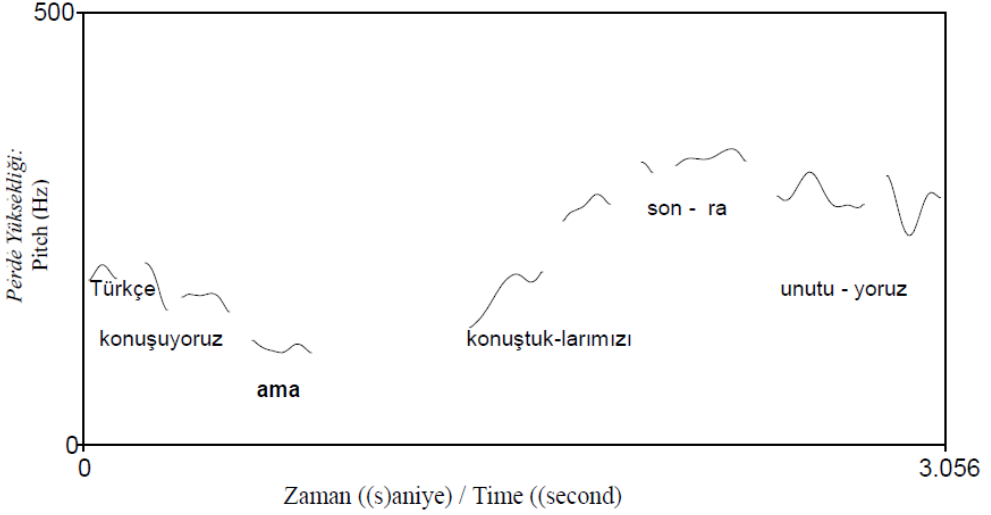 500
Perde Yüksekliği:
Pitch (Hz)
son - ra
Türkçe
unutu - yoruz
konuşuyoruz
konuştuk-larımızı
ama
0
0
3.056
Zaman ((s)aniye) / Time ((second)